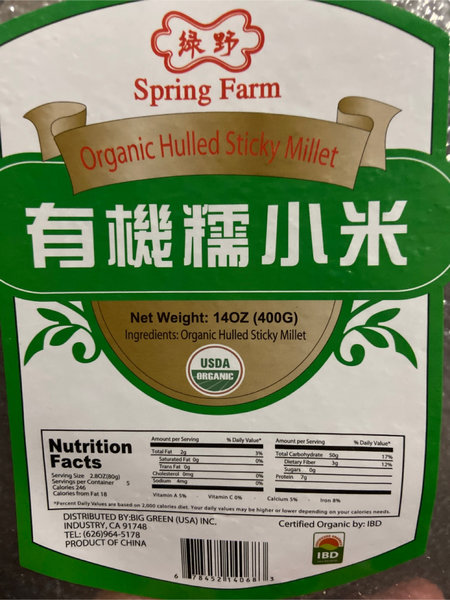 绿野
Spring Farm
Organic Hulled Sticky Millet
有機糯小米
Net Weight: 14OZ (400G)
Ingredients: Organic Hulled Sticky Millet
USDA
ORGANIC
Nutrition
Facts
Serving Size 2.8OZ(80g)
Servings per Container 5
Calories 246
Calories from Fat 18
Amount per Serving % Daily Value*
Total Fat 2g 3%
Saturated Fat 0g 0%
Trans Fat 0g 0%
Cholesterol 0mg 0%
Sodium 4mg 0%
Vitamin A 5% · Vitamin C 0% ·
Amount per Serving % Daily Value*
Total Carbohydrate 50g 17%
Dietary Fiber 3g 12%
Sugars 0g
Protein 7g
Calcium 5% · Iron 8%
*Percent Daily Values are based on 2,000 calories diet. Your daily values may be higher or lower depending on your calories needs.
DISTRIBUTED BY:BIG GREEN (USA) INC.
INDUSTRY, CA 91748
TEL: (626)964-5178
PRODUCT OF CHINA
Certified Organic by: IBD
IBD
6 78452 14068 3